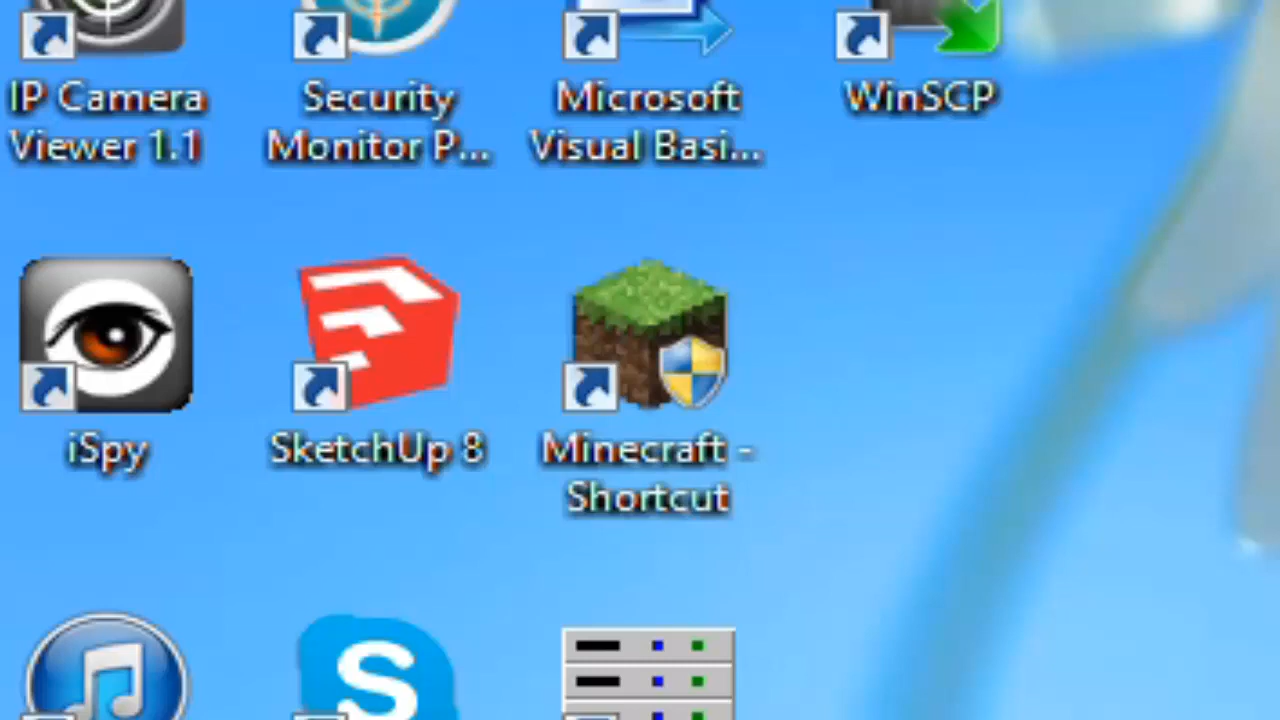 IP Camera
Viewer 1.1
Security
Monitor P...
Microsoft
Visual Basi...
WinSCP
iSpy
SketchUp 8
Minecraft -
Shortcut
S